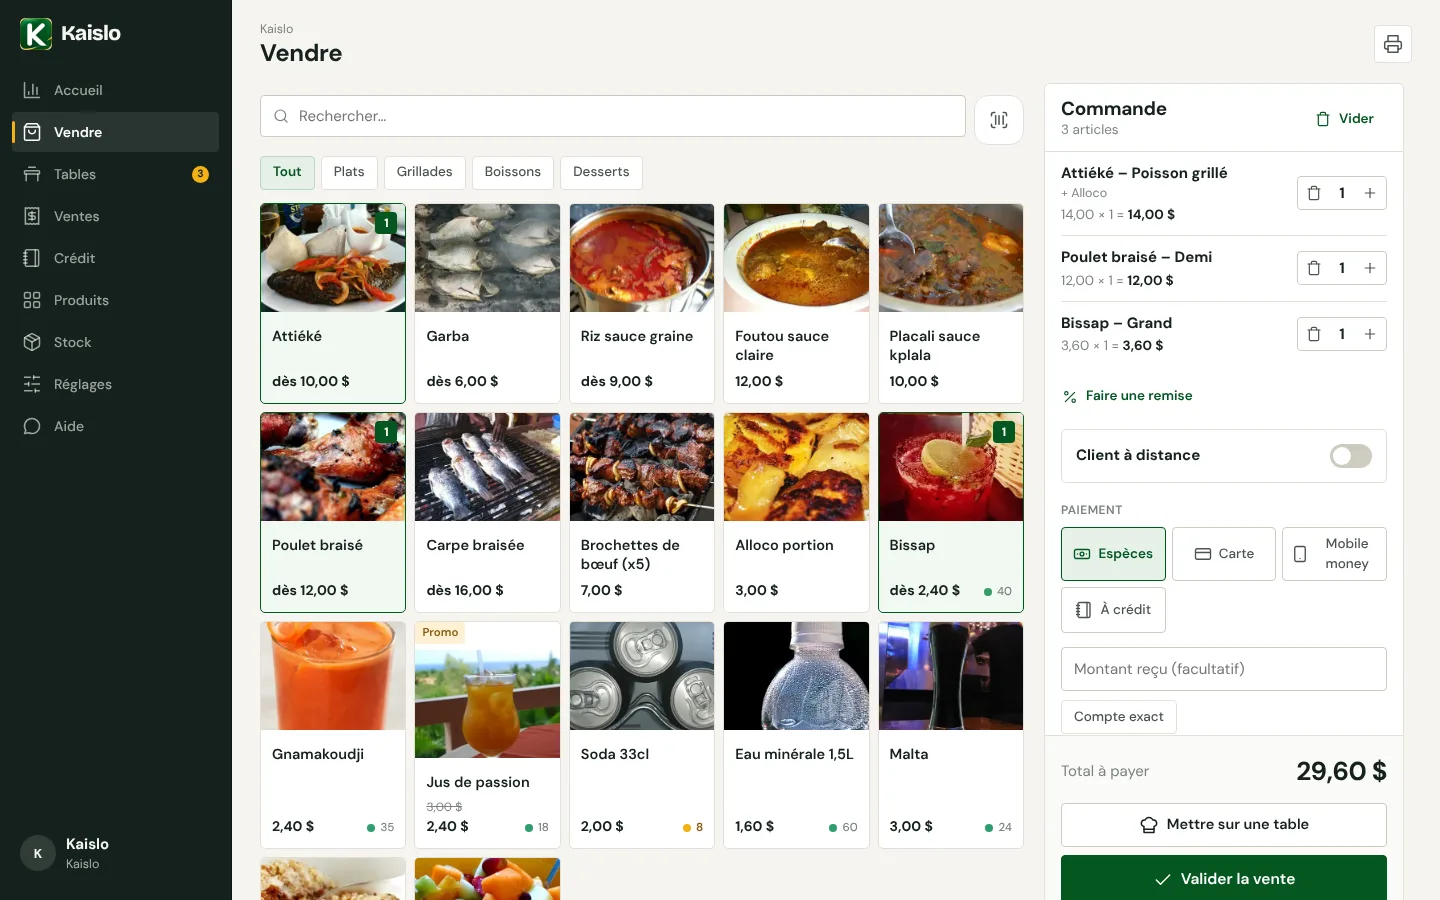 Kaislo
Accueil
Vendre
Tables
3
Ventes
Crédit
Produits
Stock
Réglages
Aide
K
Kaislo
Kaislo
Kaislo
Vendre
Rechercher...
Tout
Plats
Grillades
Boissons
Desserts
1
Attiéké
dès 10,00 $
Garba
dès 6,00 $
Riz sauce graine
dès 9,00 $
Foutou sauce
claire
12,00 $
Placali sauce
kplala
10,00 $
1
Poulet braisé
dès 12,00 $
Carpe braisée
dès 16,00 $
Brochettes de
bœuf (x5)
7,00 $
Alloco portion
3,00 $
1
Bissap
dès 2,40 $
40
Gnamakoudji
2,40 $
35
Promo
Jus de passion
3,00 $
2,40 $
18
Soda 33cl
2,00 $
8
Eau minérale 1,5L
1,60 $
60
Malta
3,00 $
24
Commande
3 articles
Vider
Attiéké – Poisson grillé
+ Alloco
14,00 × 1 = 14,00 $
1
Poulet braisé – Demi
12,00 × 1 = 12,00 $
1
Bissap – Grand
3,60 × 1 = 3,60 $
1
Faire une remise
Client à distance
PAIEMENT
Espèces
Carte
Mobile
money
À crédit
Montant reçu (facultatif)
Compte exact
Total à payer
29,60 $
Mettre sur une table
Valider la vente